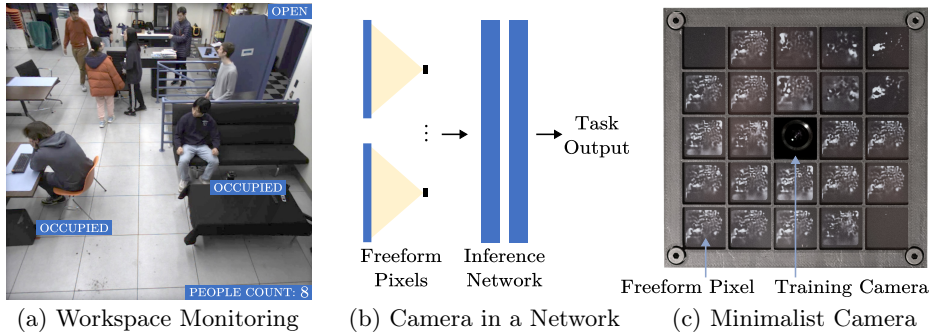 OPEN
OCCUPIED
OCCUPIED
PEOPLE COUNT: 8
(a) Workspace Monitoring
Freeform
Pixels
Inference
Network
Task
Output
(b) Camera in a Network
Freeform Pixel
Training Camera
(c) Minimalist Camera